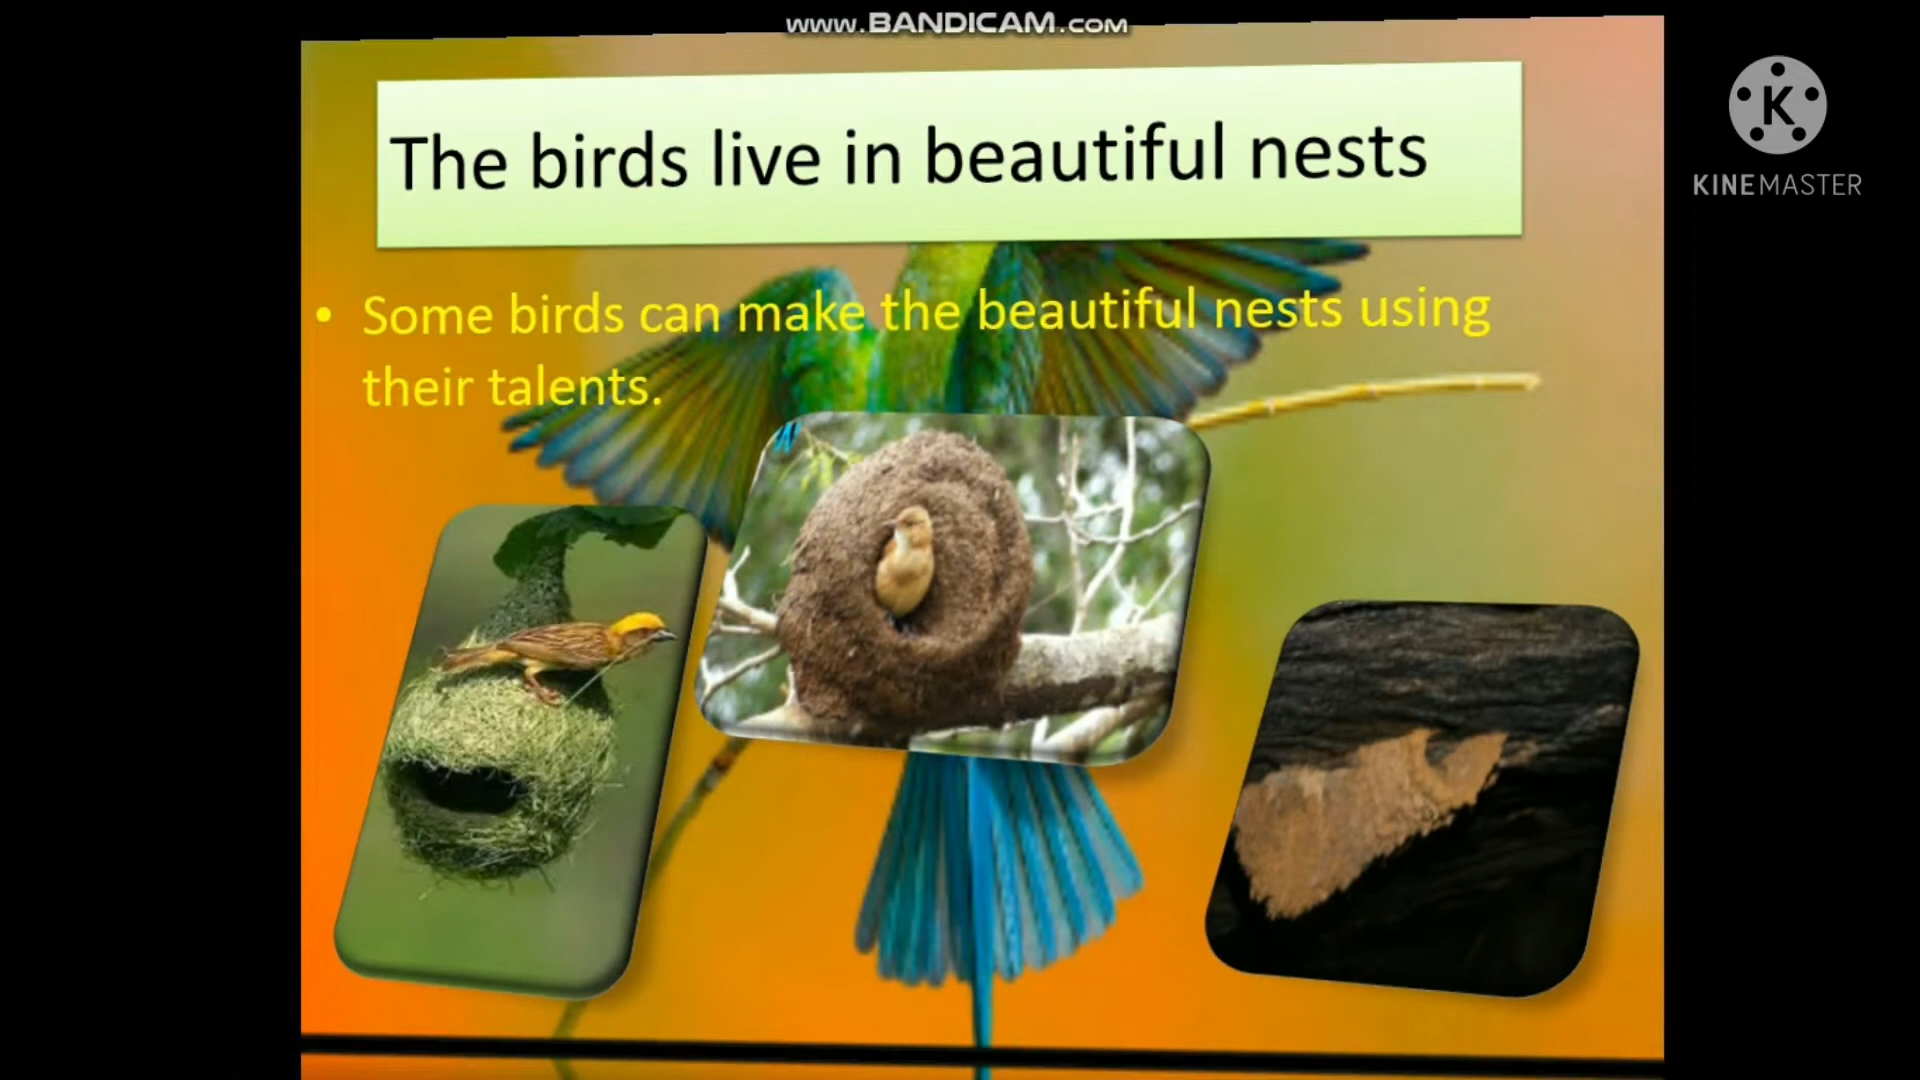 www.BANDICAM.COM
The birds live in beautiful nests
K
KINEMASTER
• Some birds can make the beautiful nests using
their talents.